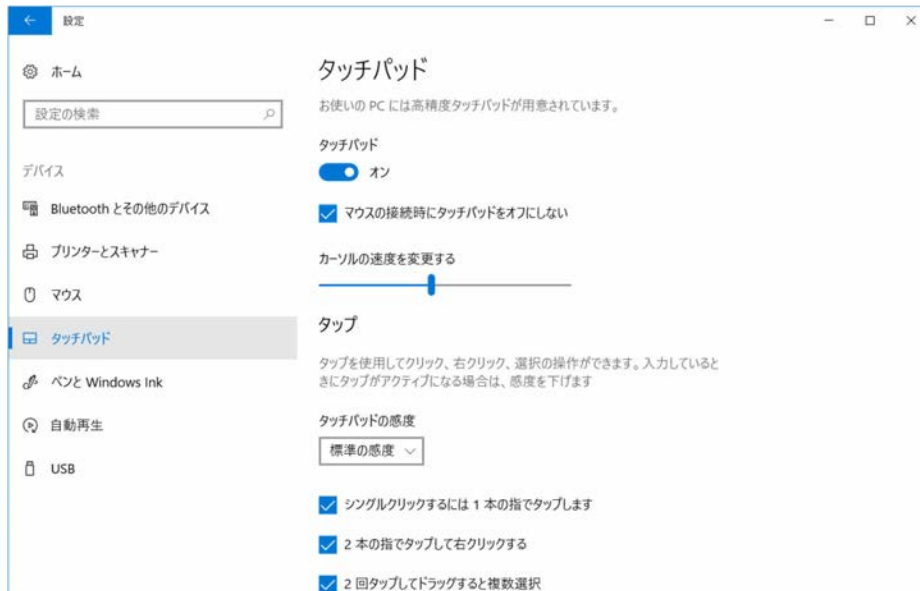 設定
ホーム
設定の検索
デバイス
Bluetooth とその他のデバイス
プリンターとスキャナー
マウス
タッチパッド
ペンと Windows Ink
自動再生
USB
タッチパッド
お使いの PC には高精度タッチパッドが用意されています。
タッチパッド
オン
マウスの接続時にタッチパッドをオフにしない
カーソルの速度を変更する
タップ
タップを使用してクリック、右クリック、選択の操作ができます。入力していると
きにタップがアクティブになる場合は、感度を下げます
タッチパッドの感度
標準の感度
シングルクリックするには 1 本の指でタップします
2 本の指でタップして右クリックする
2 回タップしてドラッグすると複数選択